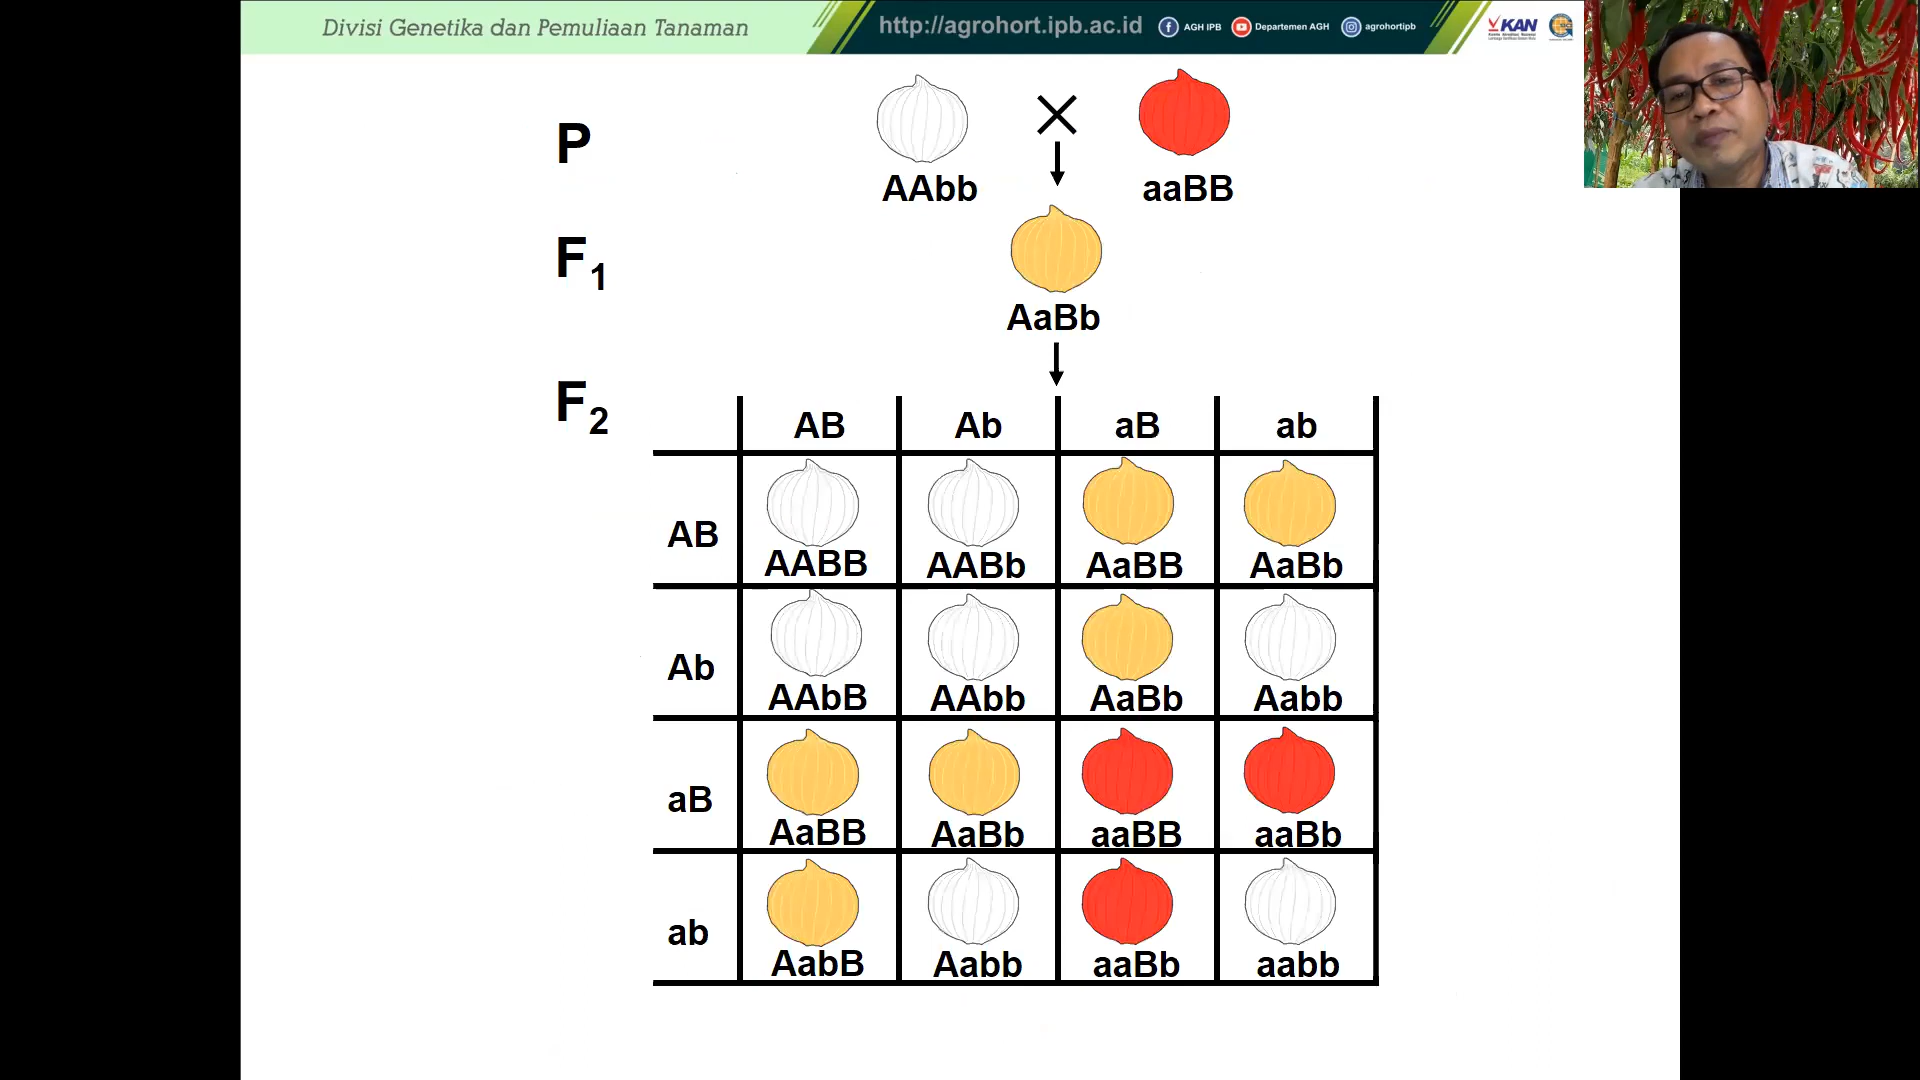 Divisi Genetika dan Pemuliaan Tanaman
http://agrohort.ipb.ac.id
AGH IPB
Departemen AGH
agrohortipb
KAN
P
AAbb
aaBB
F1
AaBb
F2
AB Ab aB ab
AB
AABB AABb AaBB AaBb
Ab
AAbB AAbb AaBb Aabb
aB
AaBB AaBb aaBB aaBb
ab
AabB Aabb aaBb aabb